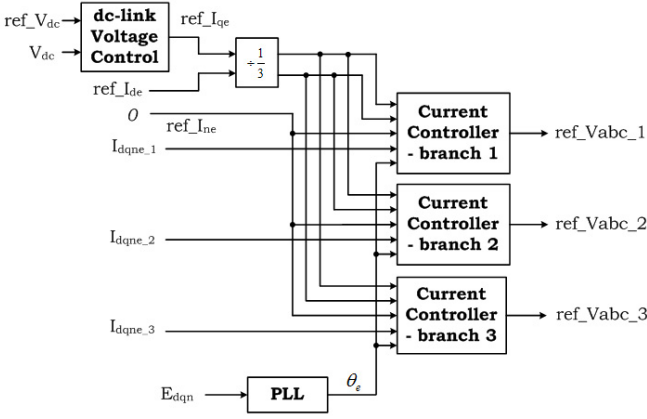 ref_Vdc
Vdc
dc-link
Voltage
Control
ref_Iqe
÷ 1/3
ref_Ide
0
ref_Ine
Idqne_1
Current
Controller
- branch 1
ref_Vabc_1
Idqne_2
Current
Controller
- branch 2
ref_Vabc_2
Idqne_3
Current
Controller
- branch 3
ref_Vabc_3
Edqn
PLL
θe